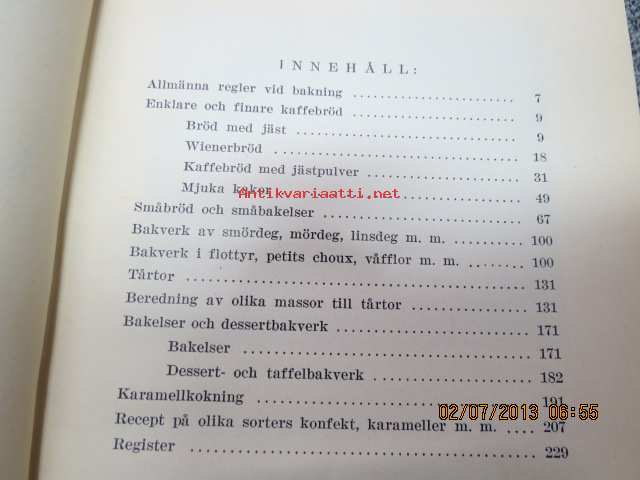 INNEHÅLL:
Allmänna regler vid bakning .......................... 7
Enklare och finare kaffebröd .......................... 9
Bröd med jäst .......................... 9
Wienerbröd .......................... 18
Kaffebröd med jästpulver .......................... 31
Mjuka kakor .......................... 49
Antikvariaatti.net
Småbröd och småbakelser .......................... 67
Bakverk av smördeg, mördeg, linsdeg m. m. .......... 100
Bakverk i flottyr, petits choux, våfflor m. m. .......... 100
Tårtor .......................... 131
Beredning av olika massor till tårtor .......................... 131
Bakelser och dessertbakverk .......................... 171
Bakelser .......................... 171
Dessert- och taffelbakverk .......................... 182
Karamellkokning .......................... 191
02/07/2013 06:55
Recept på olika sorters konfekt, karameller m. m. .... 207
Register .......................... 229